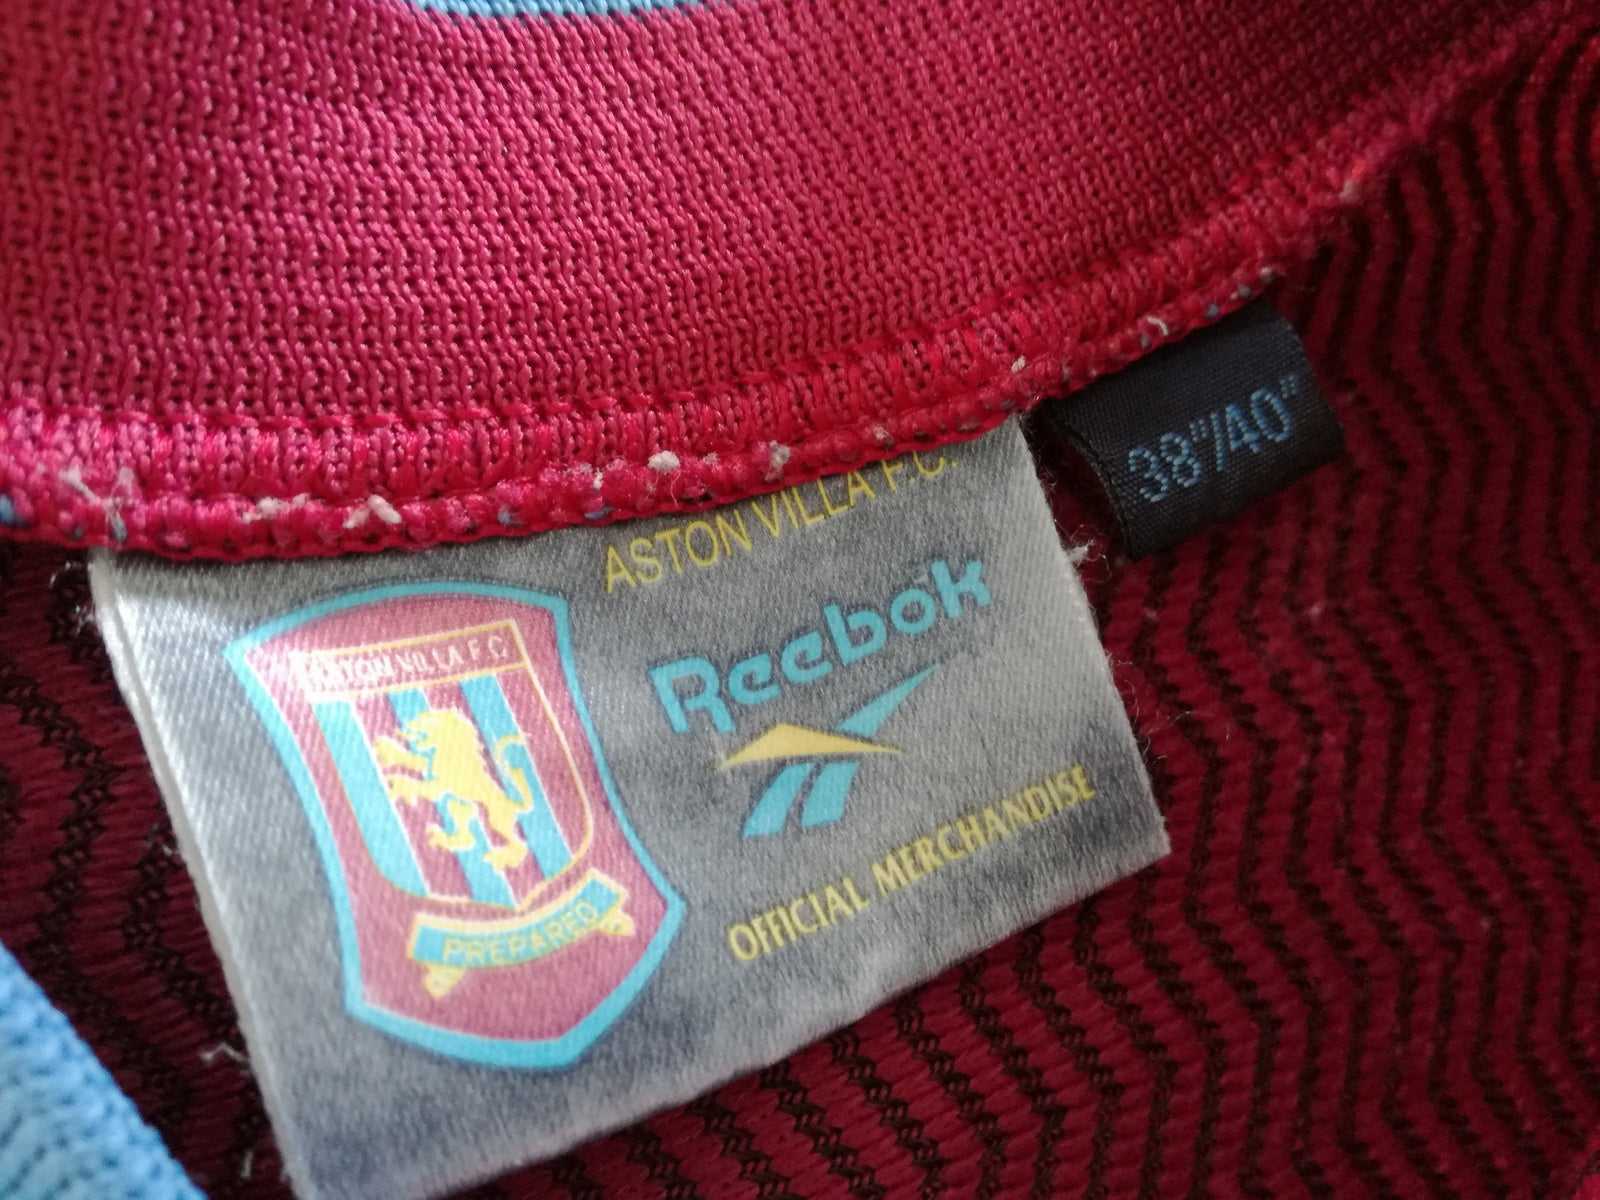 ASTON VILLA F.C.
38"/40"
Reebok
OFFICIAL MERCHANDISE
ASTON VILLA F.C.
PREPARED